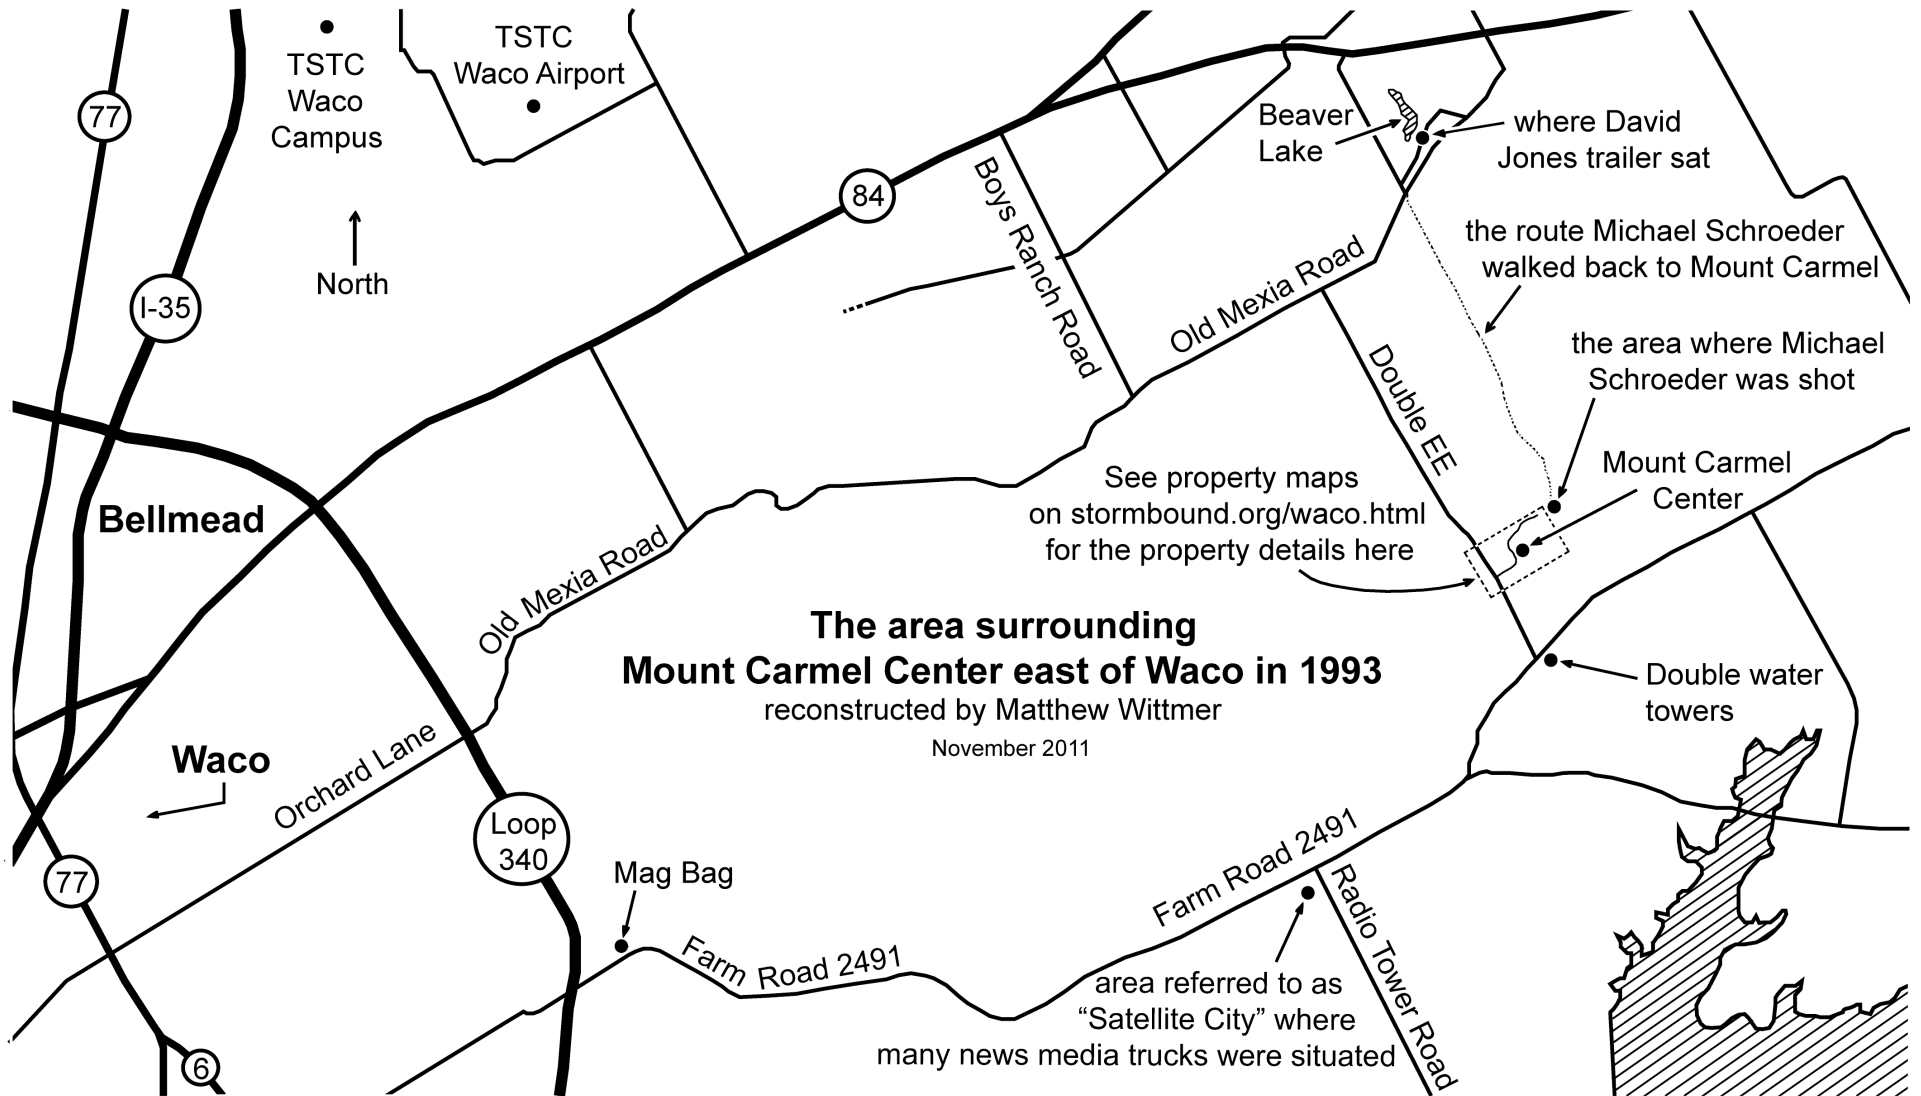 TSTC
Waco
Campus
TSTC
Waco Airport
77
I-35
North
84
Boys Ranch Road
Beaver
Lake
where David
Jones trailer sat
the route Michael Schroeder
walked back to Mount Carmel
Old Mexia Road
the area where Michael
Schroeder was shot
Double EE
Mount Carmel
Center
See property maps
on stormbound.org/waco.html
for the property details here
Bellmead
Old Mexia Road
The area surrounding
Mount Carmel Center east of Waco in 1993
reconstructed by Matthew Wittmer
November 2011
Double water
towers
Waco
Orchard Lane
Loop
340
77
Mag Bag
Farm Road 2491
Farm Road 2491
Radio Tower Road
area referred to as
“Satellite City” where
many news media trucks were situated
6